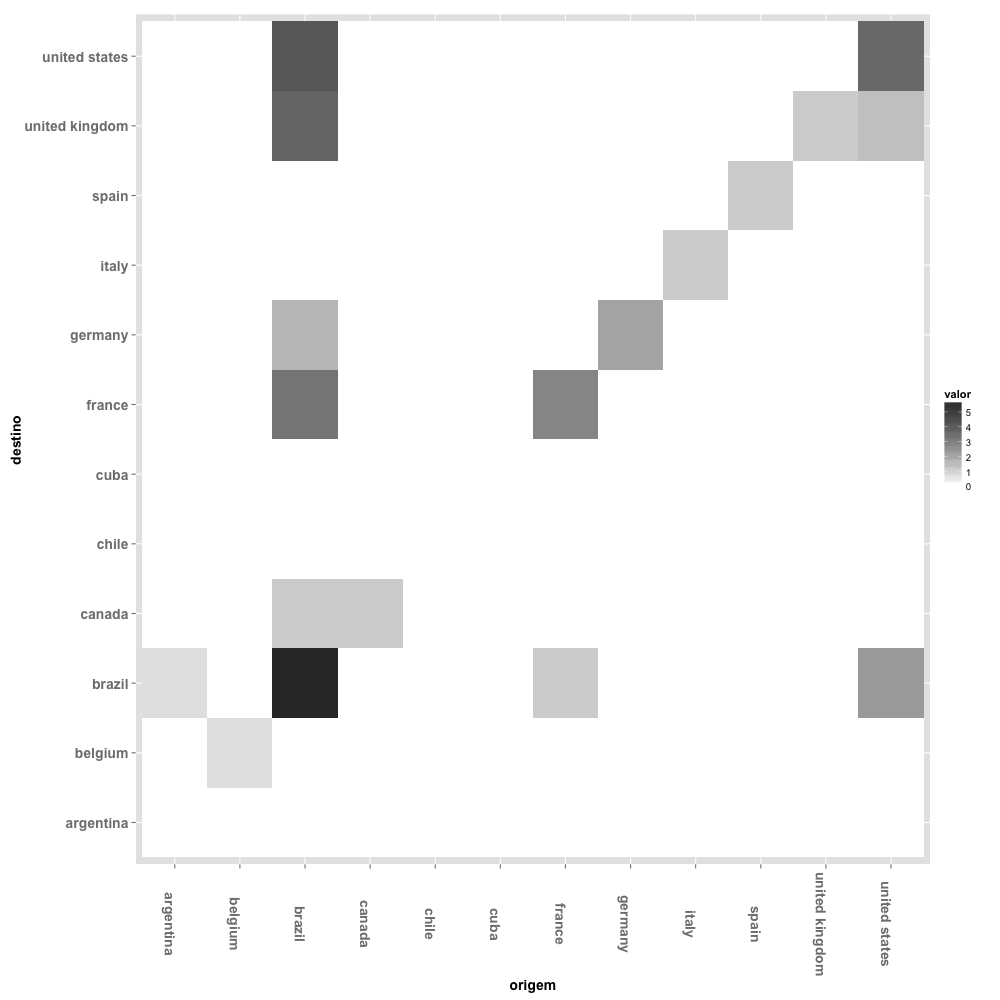 united states
united kingdom
spain
italy
germany
france
cuba
chile
canada
brazil
belgium
argentina
destino
argentina
belgium
brazil
canada
chile
cuba
france
germany
italy
spain
united kingdom
united states
origem
valor
5
4
3
2
1
0